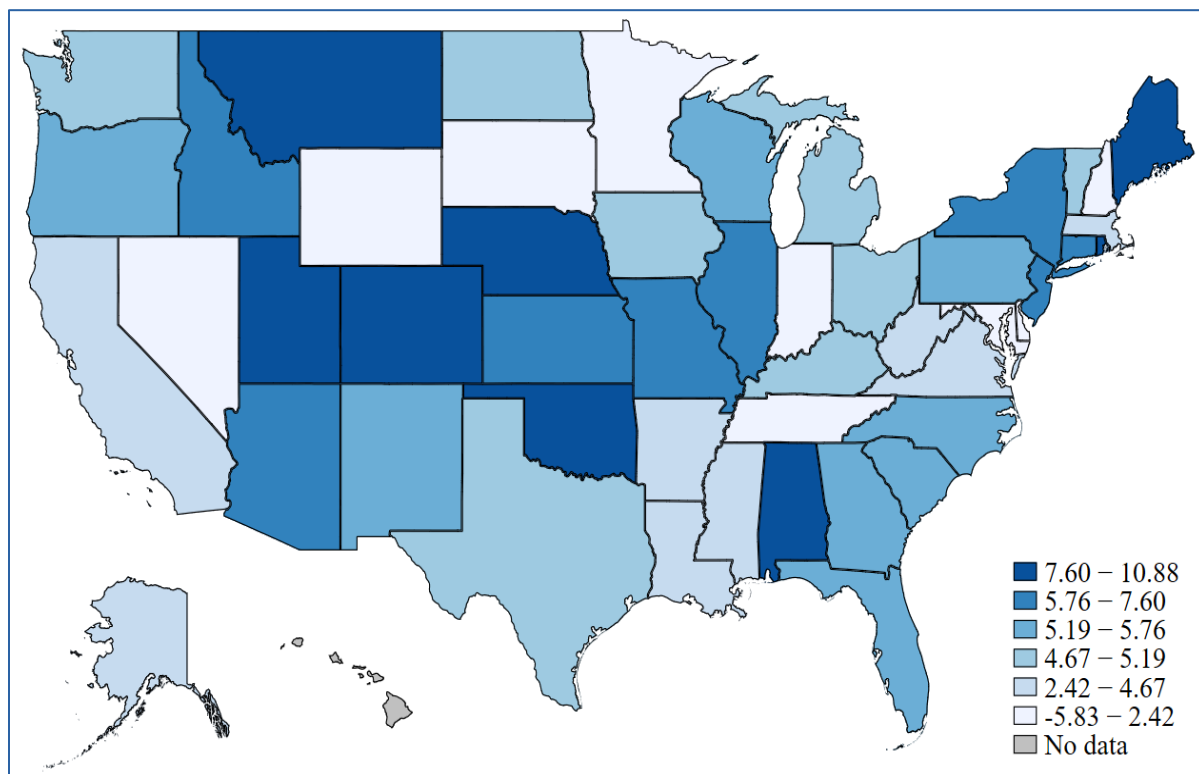 7.60 – 10.88
5.76 – 7.60
5.19 – 5.76
4.67 – 5.19
2.42 – 4.67
-5.83 – 2.42
No data